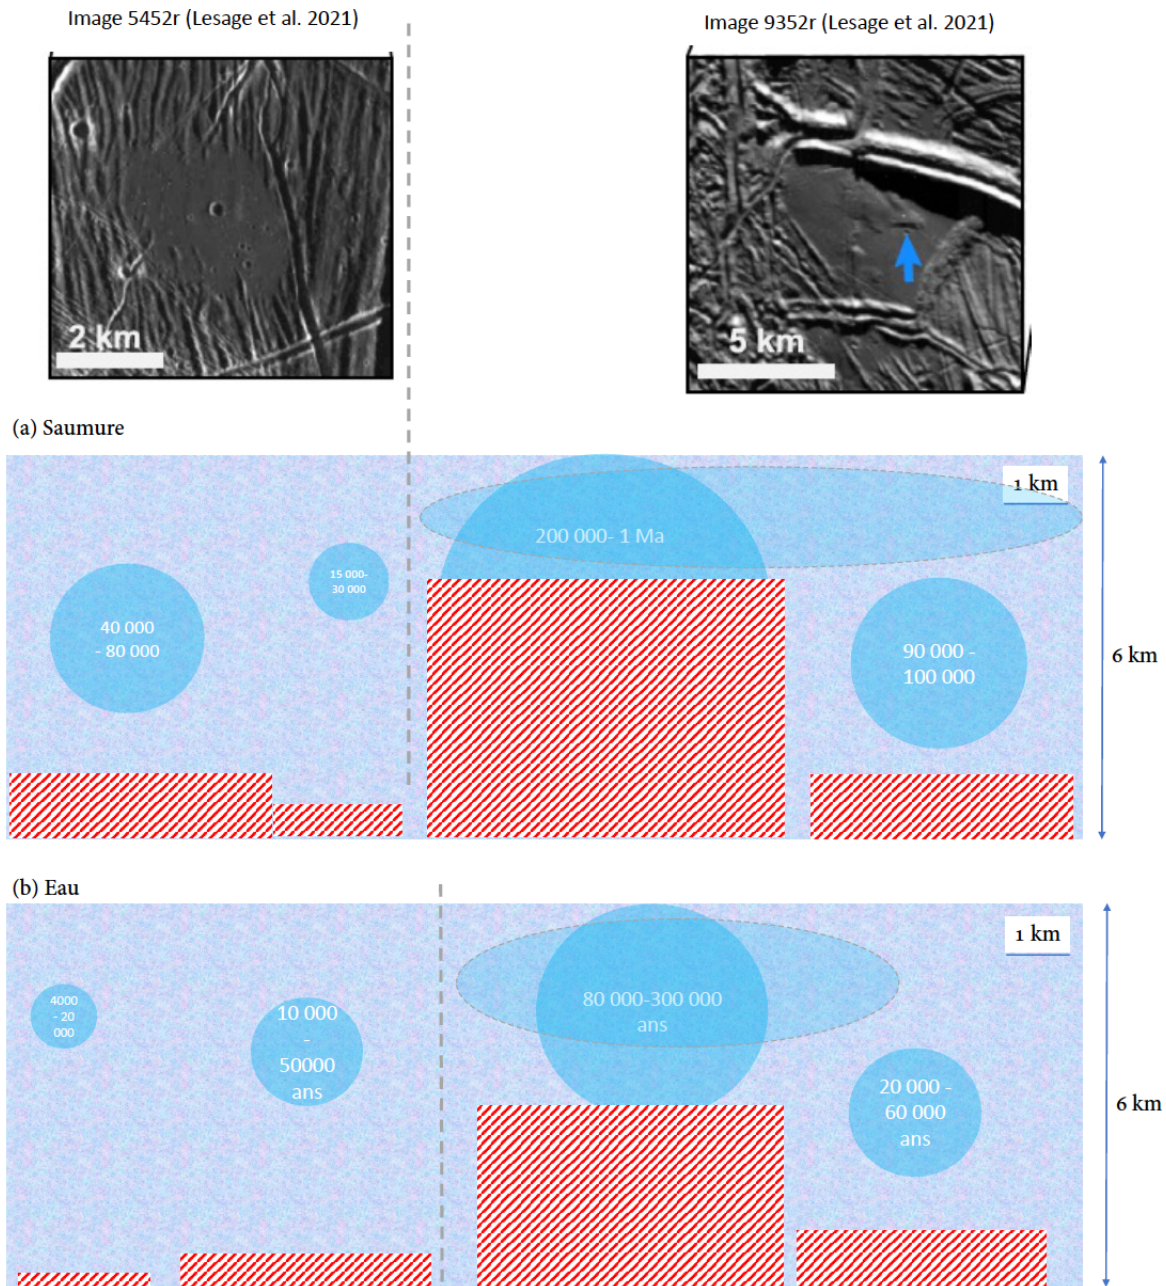 Image 5452r (Lesage et al. 2021)
Image 9352r (Lesage et al. 2021)
2 km
5 km
(a) Saumure
1 km
200 000- 1 Ma
15 000-
30 000
40 000
- 80 000
90 000 -
100 000
6 km
(b) Eau
1 km
4000
- 20
000
10 000
-
50000
ans
80 000-300 000
ans
20 000 -
60 000
ans
6 km